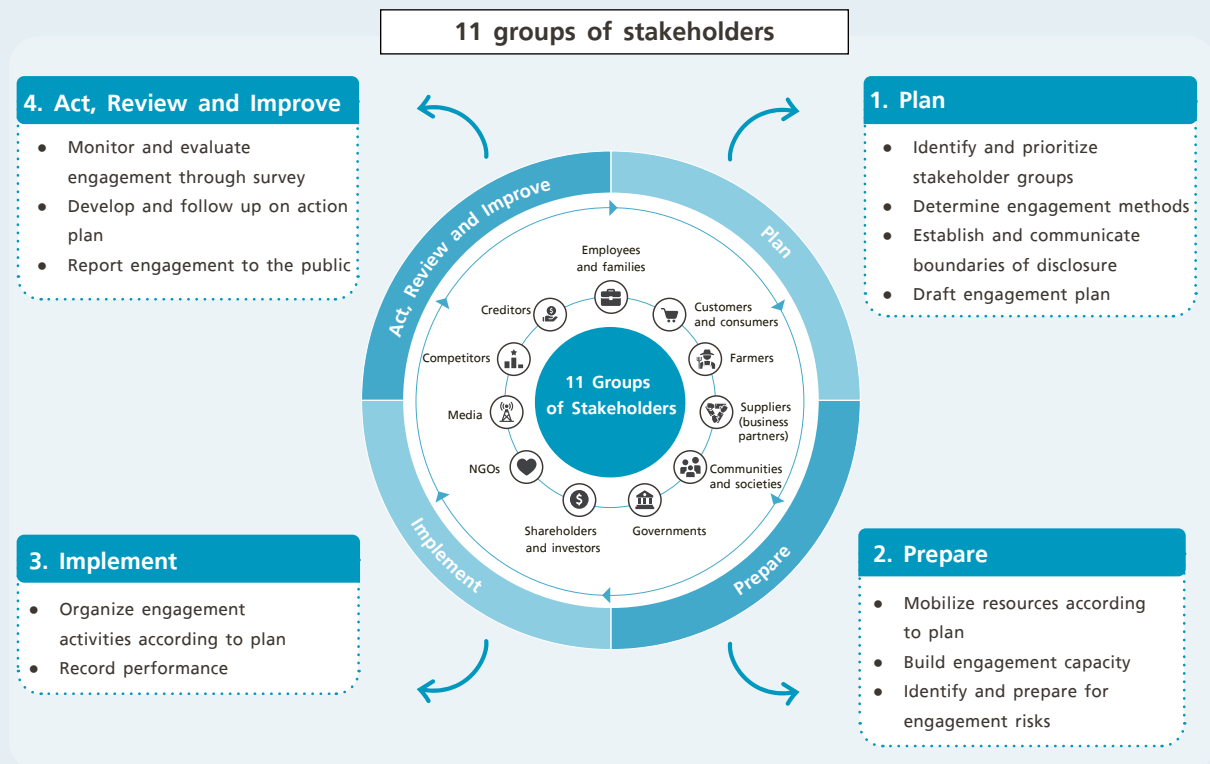 11 groups of stakeholders
4. Act, Review and Improve
● Monitor and evaluate
engagement through survey
● Develop and follow up on action
plan
● Report engagement to the public
1. Plan
● Identify and prioritize
stakeholder groups
● Determine engagement methods
● Establish and communicate
boundaries of disclosure
● Draft engagement plan
Act, Review and Improve
Plan
Employees
and families
Creditors
Customers
and consumers
Competitors
Farmers
11 Groups
of Stakeholders
Media
Suppliers
(business
partners)
NGOs
Communities
and societies
Shareholders
and investors
Governments
Implement
Prepare
3. Implement
● Organize engagement
activities according to plan
● Record performance
2. Prepare
● Mobilize resources according
to plan
● Build engagement capacity
● Identify and prepare for
engagement risks